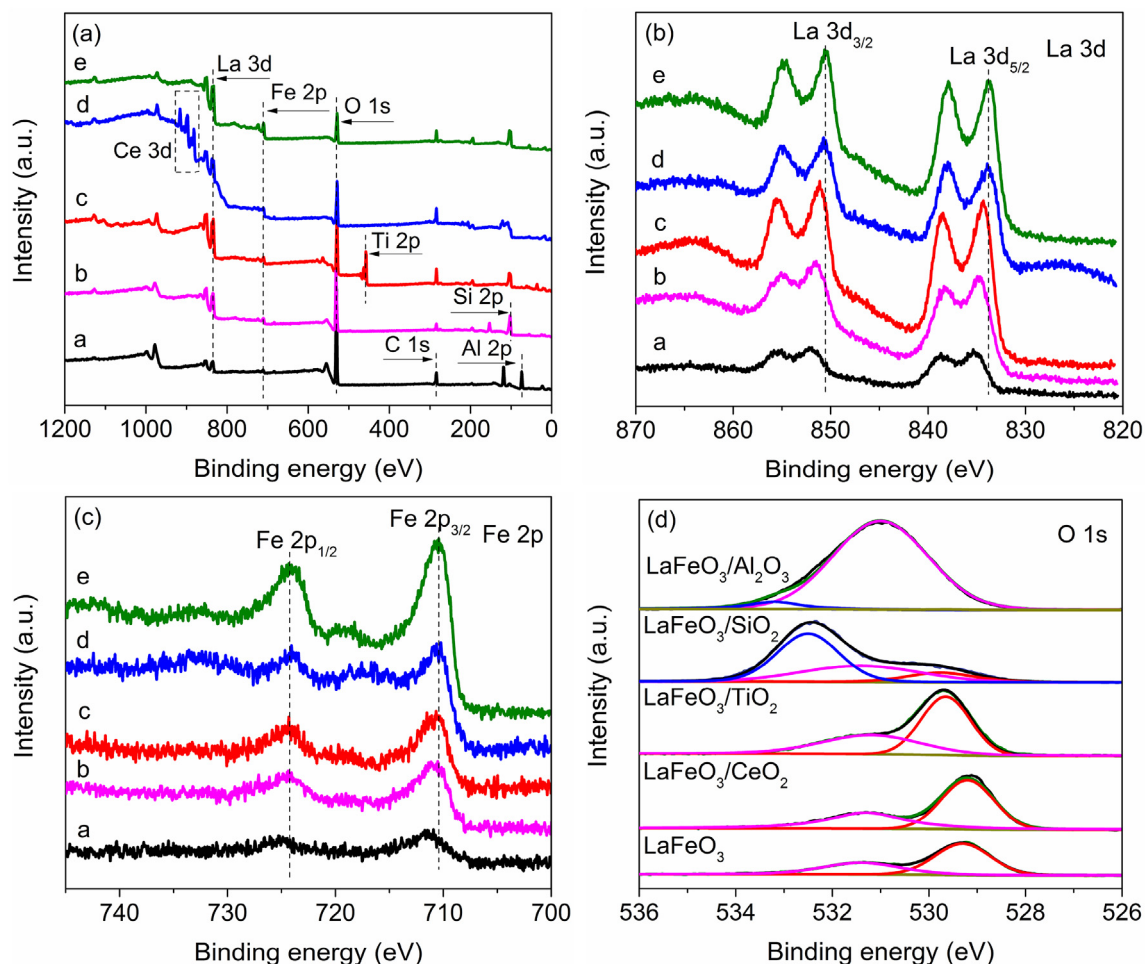 (a)
e
La 3d
Fe 2p
O 1s
d
Ce 3d
c
Ti 2p
b
Si 2p
a
C 1s
Al 2p
Intensity (a.u.)
1200 1000 800 600 400 200 0
Binding energy (eV)
(b)
La 3d3/2
La 3d5/2
La 3d
e
d
c
b
a
Intensity (a.u.)
870 860 850 840 830 820
Binding energy (eV)
(c)
Fe 2p1/2
Fe 2p3/2
Fe 2p
e
d
c
b
a
Intensity (a.u.)
740 730 720 710 700
Binding energy (eV)
(d)
O 1s
LaFeO3/Al2O3
LaFeO3/SiO2
LaFeO3/TiO2
LaFeO3/CeO2
LaFeO3
Intensity (a.u.)
536 534 532 530 528 526
Binding energy (eV)